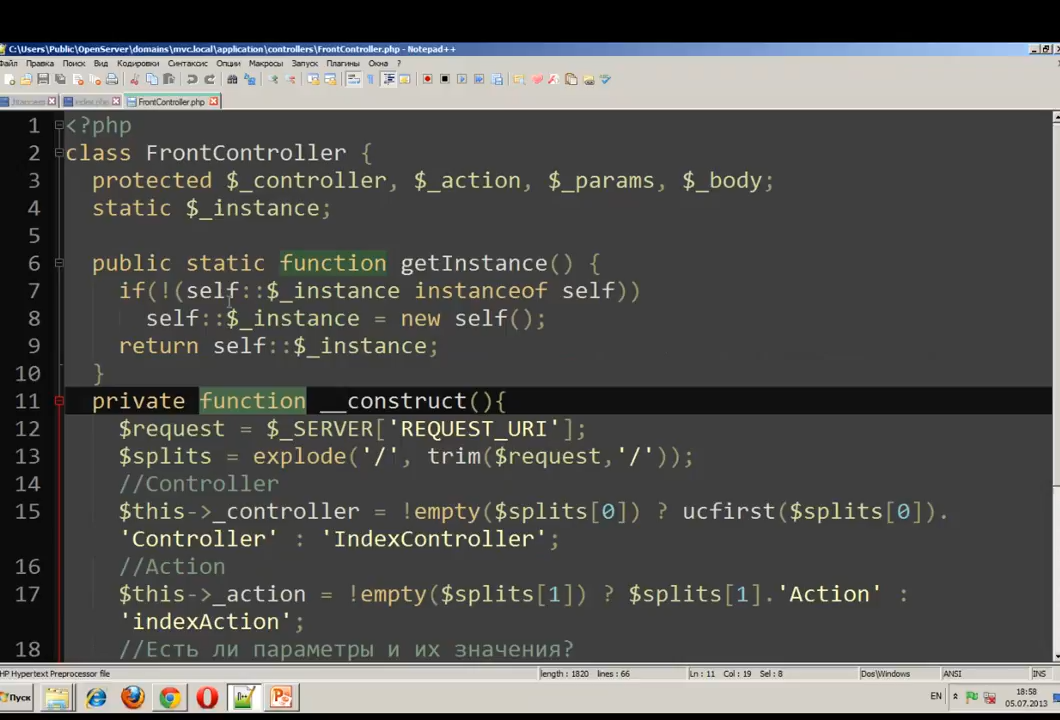 C:\Users\Public\OpenServer\domains\mvc.local\application\controllers\FrontController.php - Notepad++
Файл Правка Поиск Вид Кодировки Синтаксис Опции Макросы Запуск Плагины Окна ?
.htaccess index.php FrontController.php
1 <?php
2 class FrontController {
3 protected $_controller, $_action, $_params, $_body;
4 static $_instance;
5
6 public static function getInstance() {
7 if(!(self::$_instance instanceof self))
8 self::$_instance = new self();
9 return self::$_instance;
10 }
11 private function __construct(){
12 $request = $_SERVER['REQUEST_URI'];
13 $splits = explode('/', trim($request,'/'));
14 //Controller
15 $this->_controller = !empty($splits[0]) ? ucfirst($splits[0]).
'Controller' : 'IndexController';
16 //Action
17 $this->_action = !empty($splits[1]) ? $splits[1].'Action' :
'indexAction';
18 //Есть ли параметры и их значения?
HP Hypertext Preprocessor file length : 1820 lines : 66 Ln : 11 Col : 19 Sel : 8 Dos\Windows ANSI INS
Пуск EN 18:58
05.07.2013